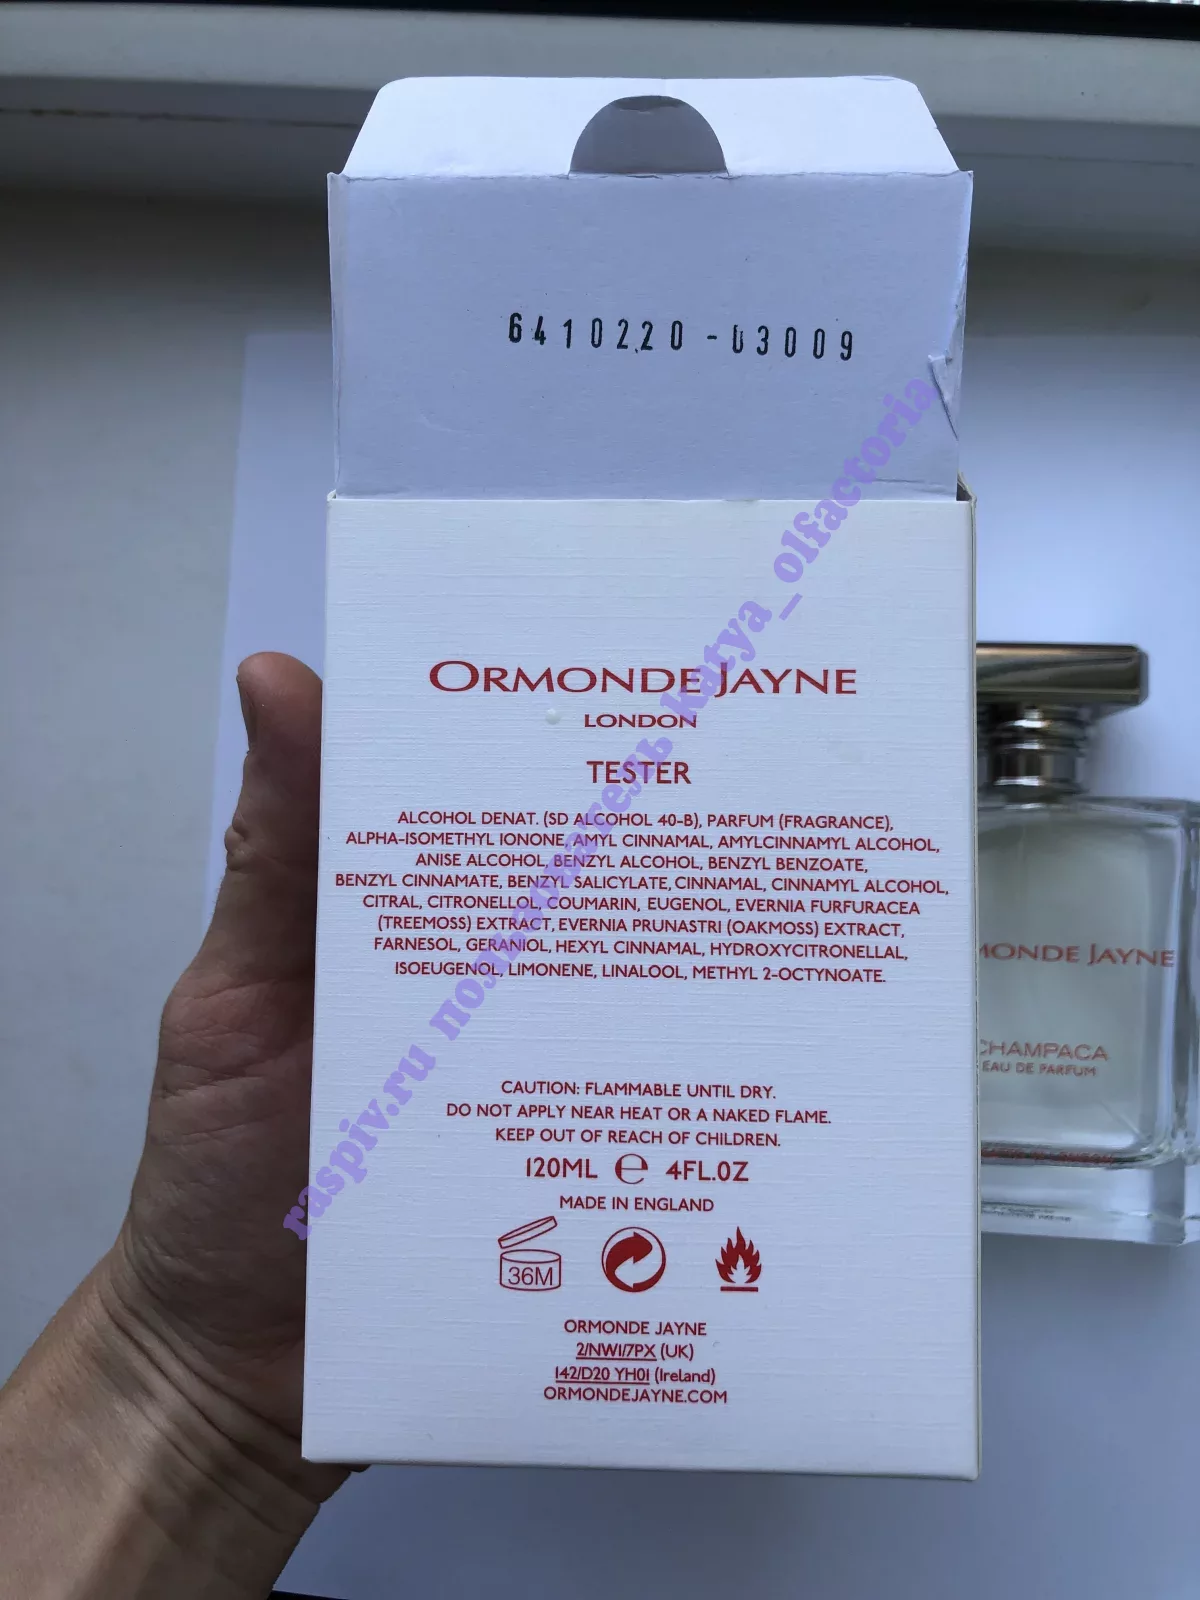 6410220-03009
ORMONDE JAYNE
LONDON
TESTER
ALCOHOL DENAT. (SD ALCOHOL 40-B), PARFUM (FRAGRANCE),
ALPHA-ISOMETHYL IONONE, AMYL CINNAMAL, AMYLCINNAMYL ALCOHOL,
ANISE ALCOHOL, BENZYL ALCOHOL, BENZYL BENZOATE,
BENZYL CINNAMATE, BENZYL SALICYLATE, CINNAMAL, CINNAMYL ALCOHOL,
CITRAL, CITRONELLOL, COUMARIN, EUGENOL, EVERNIA FURFURACEA
(TREEMOSS) EXTRACT, EVERNIA PRUNASTRI (OAKMOSS) EXTRACT,
FARNESOL, GERANIOL, HEXYL CINNAMAL, HYDROXYCITRONELLAL,
ISOEUGENOL, LIMONENE, LINALOOL, METHYL 2-OCTYNOATE.
CAUTION: FLAMMABLE UNTIL DRY.
DO NOT APPLY NEAR HEAT OR A NAKED FLAME.
KEEP OUT OF REACH OF CHILDREN.
120ML ℮ 4FL.OZ
MADE IN ENGLAND
36M
ORMONDE JAYNE
2/NW1/7PX (UK)
142/D20 YH01 (Ireland)
ORMONDEJAYNE.COM
MONDE JAYNE
CHAMPACA
EAU DE PARFUM
raspiv.ru пользователь katya_olfactoria